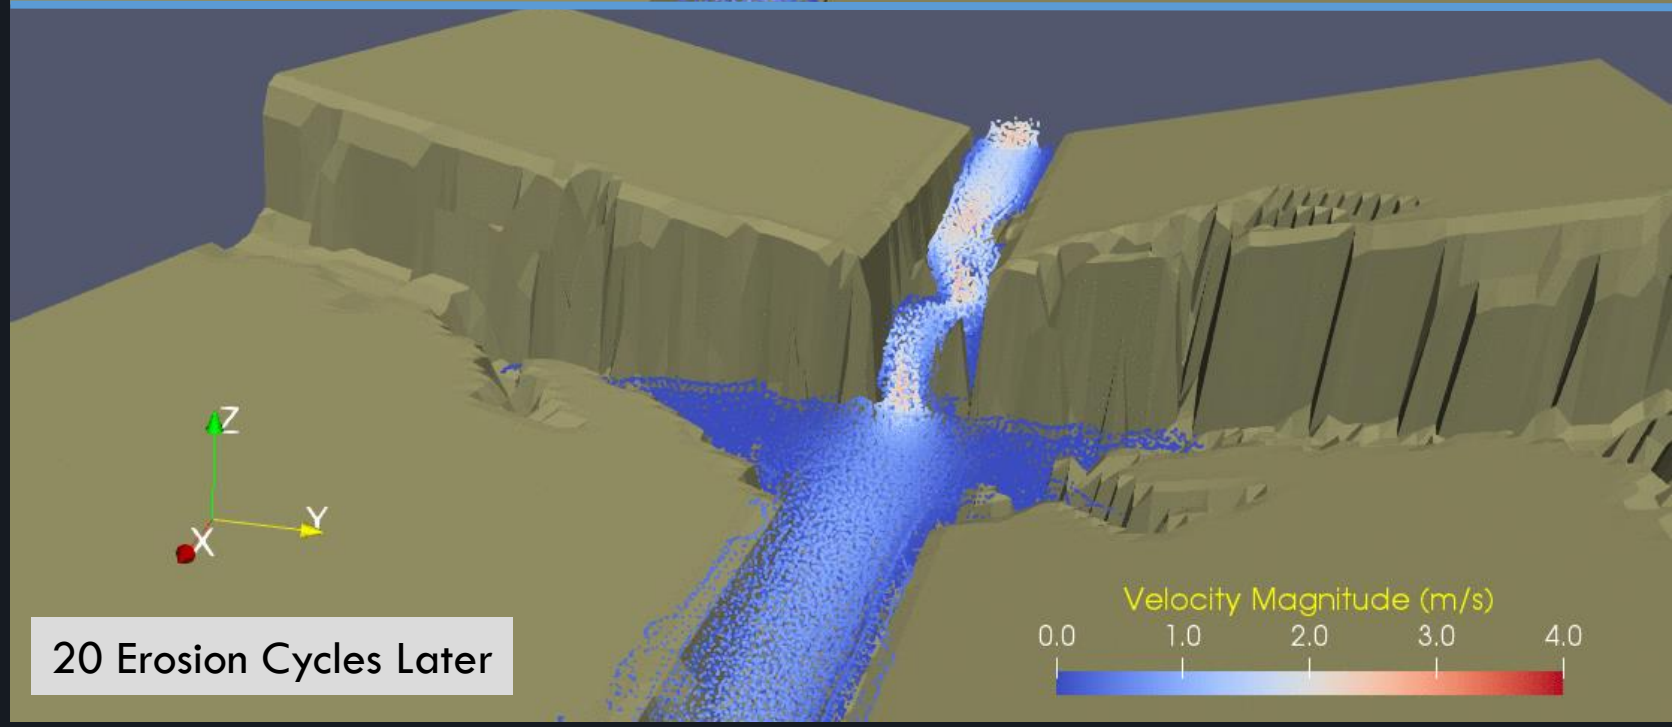 Z
Y
X
Velocity Magnitude (m/s)
0.0 1.0 2.0 3.0 4.0
20 Erosion Cycles Later